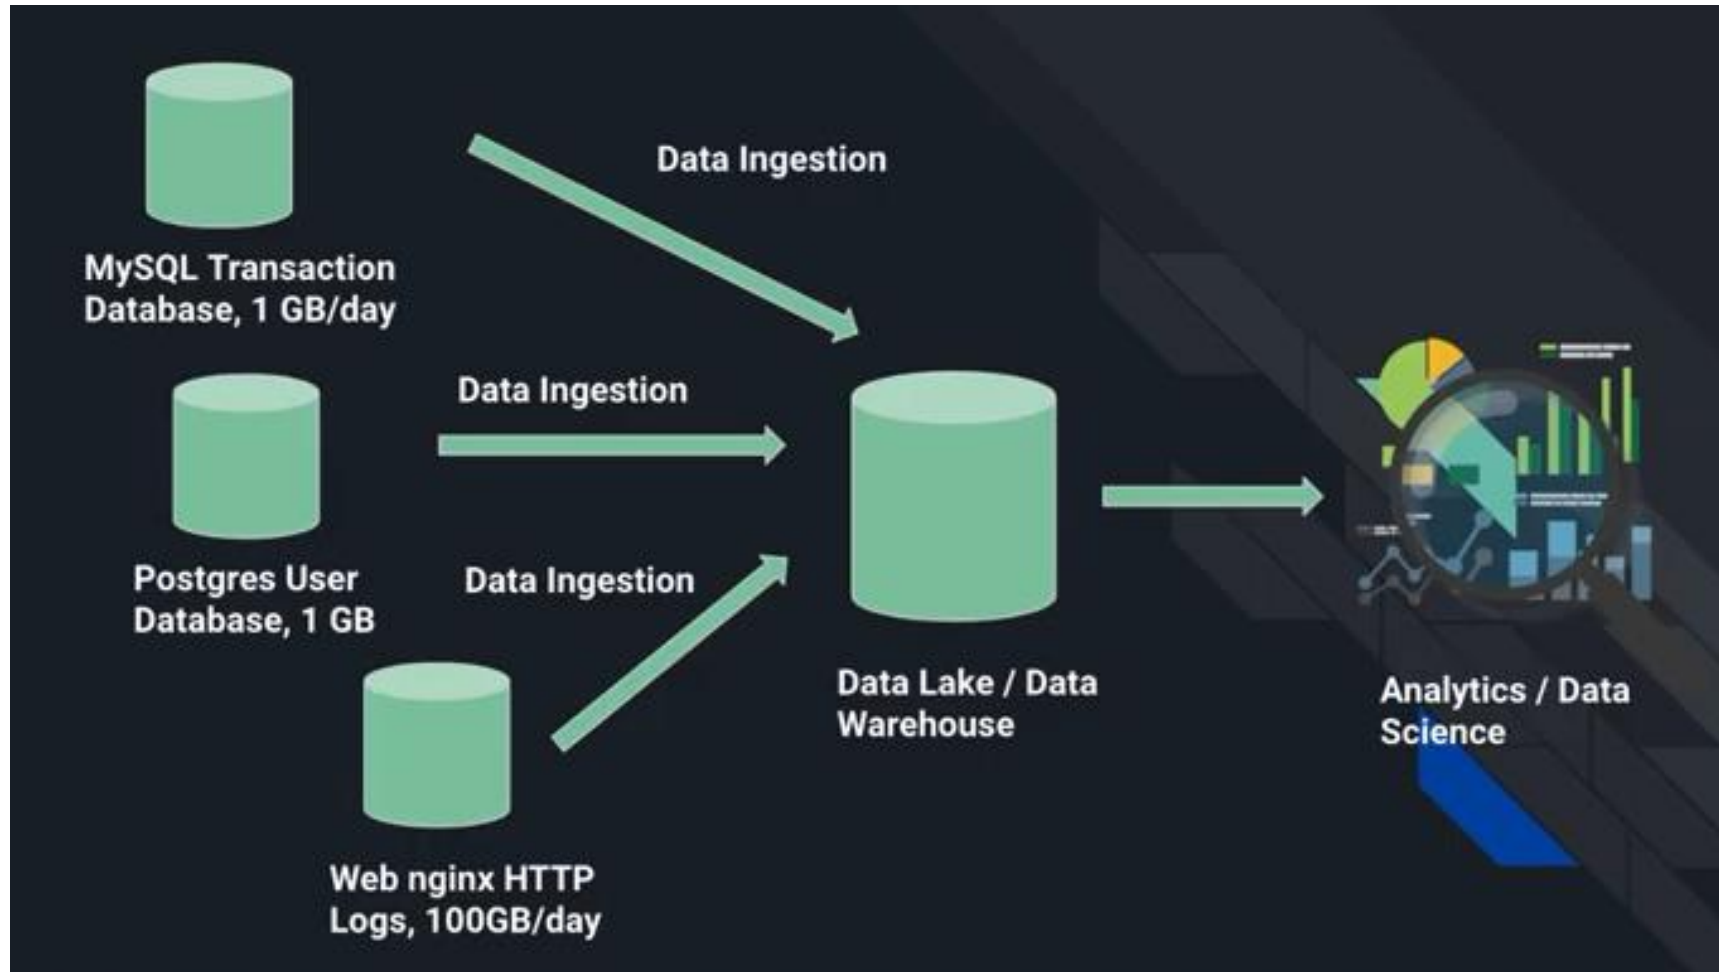 Data Ingestion
MySQL Transaction
Database, 1 GB/day
Data Ingestion
Postgres User
Database, 1 GB
Data Ingestion
Data Lake / Data
Warehouse
Analytics / Data
Science
Web nginx HTTP
Logs, 100GB/day